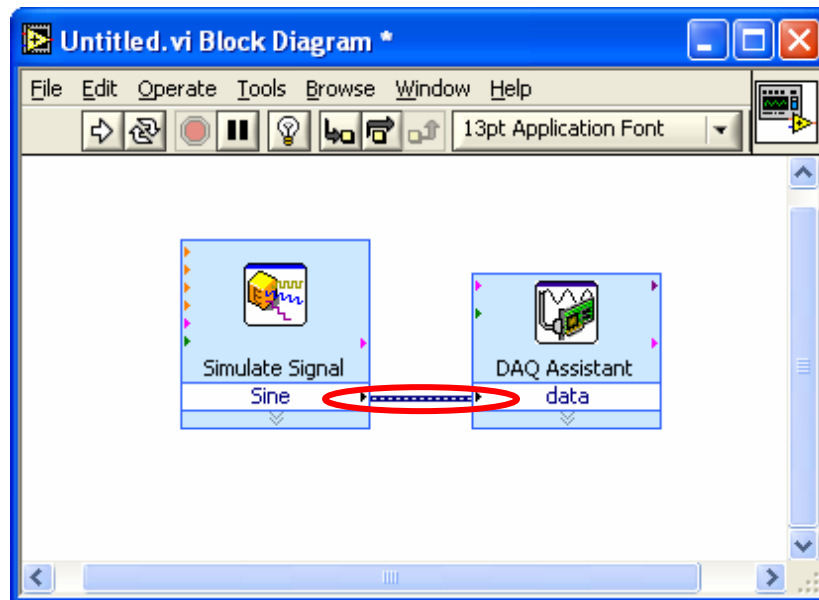 Untitled.vi Block Diagram *
File Edit Operate Tools Browse Window Help
13pt Application Font
Simulate Signal
Sine
DAQ Assistant
data